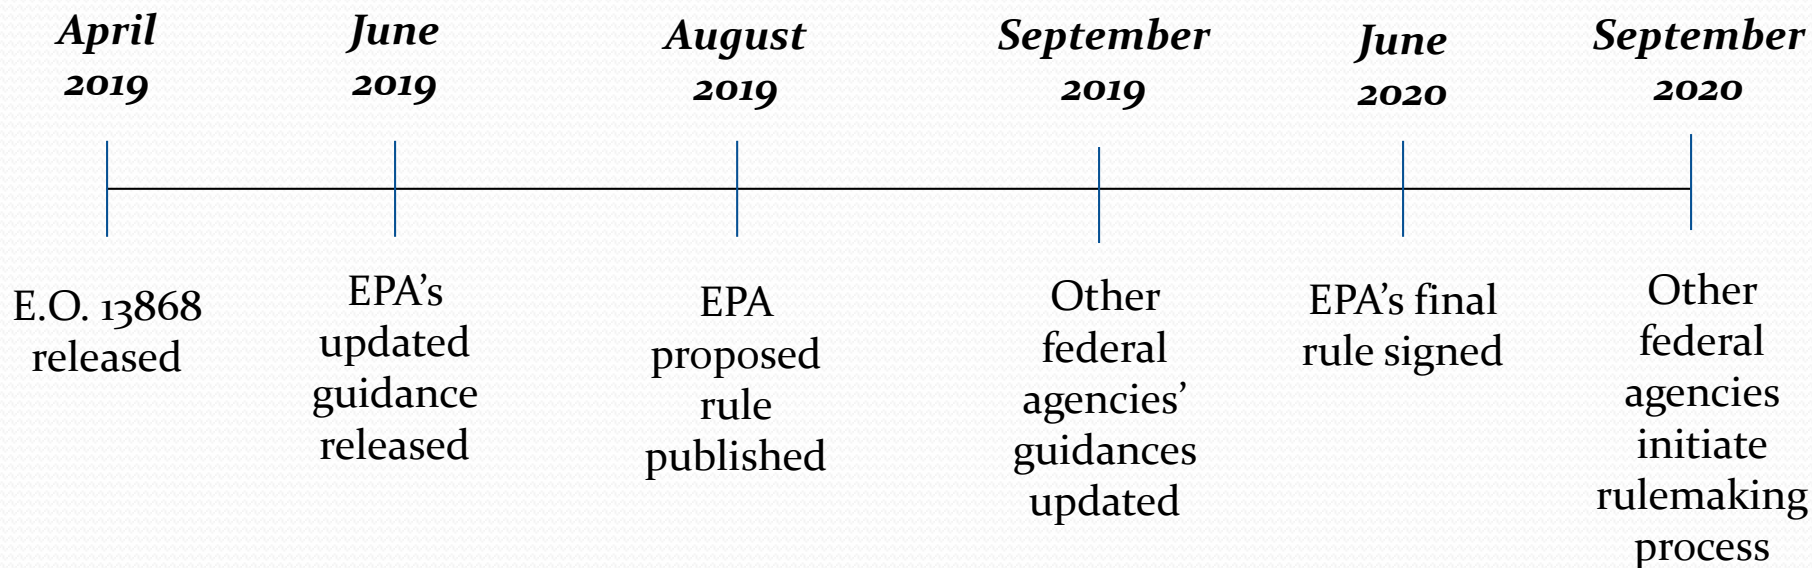 April
2019
June
2019
August
2019
September
2019
June
2020
September
2020
E.O. 13868
released
EPA's
updated
guidance
released
EPA
proposed
rule
published
Other
federal
agencies'
guidances
updated
EPA's final
rule signed
Other
federal
agencies
initiate
rulemaking
process